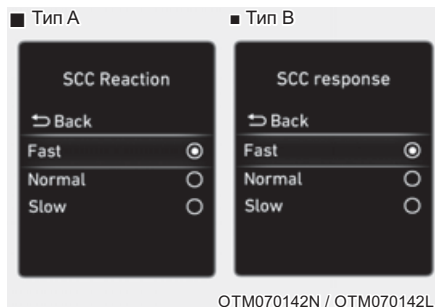 ■ Тип A
SCC Reaction
Back
Fast
Normal
Slow
■ Тип B
SCC response
Back
Fast
Normal
Slow
OTM070142N / OTM070142L